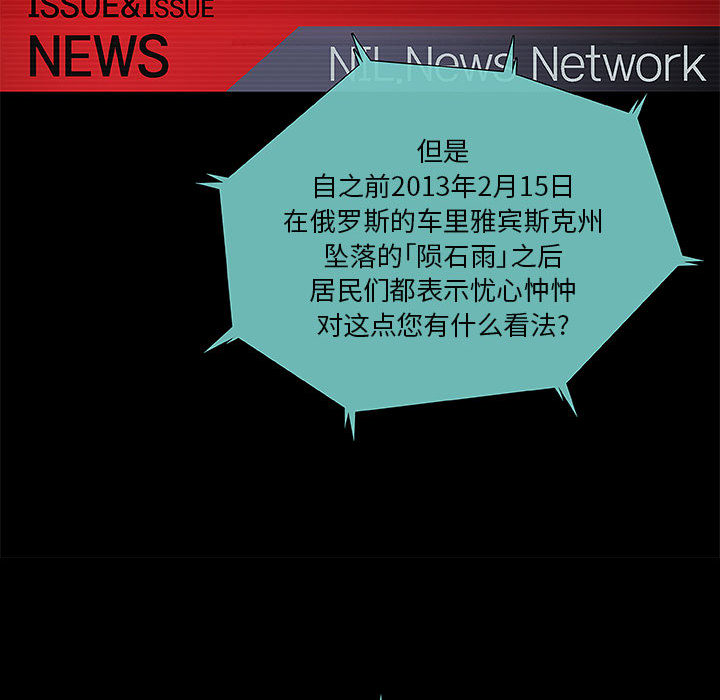 ISSUE&ISSUE
NEWS
NIL.News Network
但是
自之前2013年2月15日
在俄罗斯的车里雅宾斯克州
坠落的「陨石雨」之后
居民们都表示忧心忡忡
对这点您有什么看法?